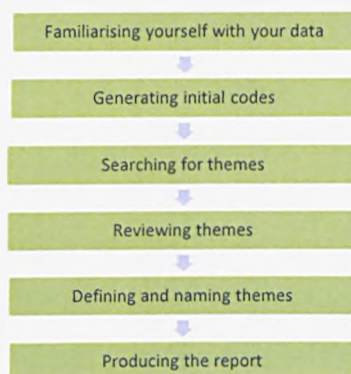 Familiarising yourself with your data
Generating initial codes
Searching for themes
Reviewing themes
Defining and naming themes
Producing the report